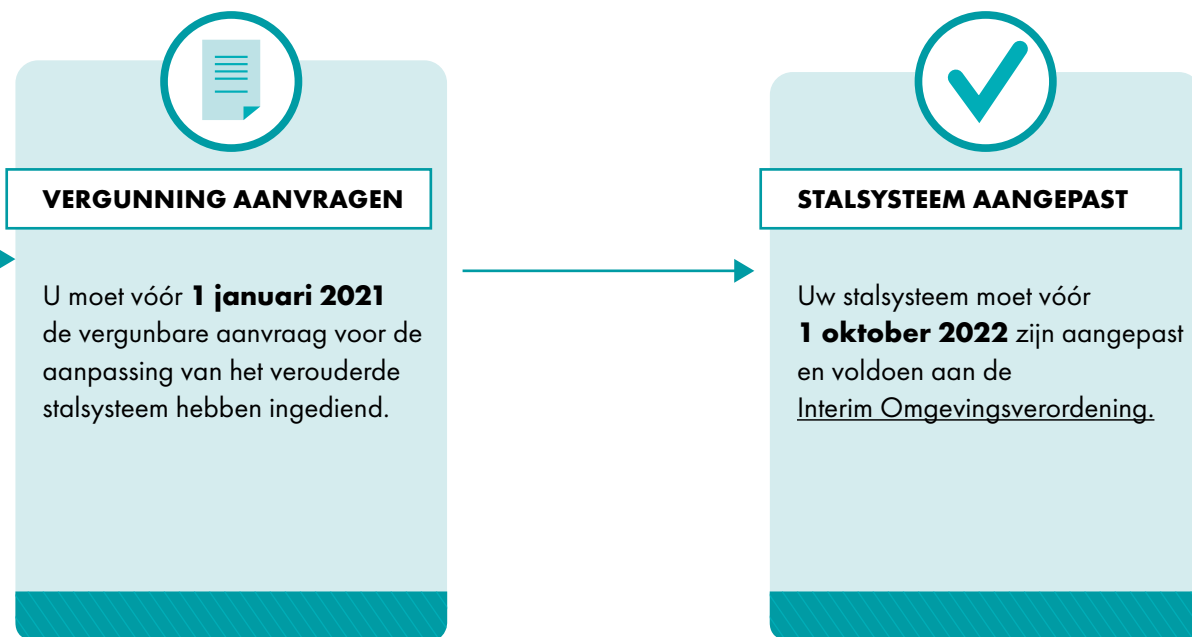 VERGUNNING AANVRAGEN
U moet vóór 1 januari 2021
de vergunbare aanvraag voor de
aanpassing van het verouderde
stalsysteem hebben ingediend.
STALSYSTEEM AANGEPAST
Uw stalsysteem moet vóór
1 oktober 2022 zijn aangepast
en voldoen aan de
Interim Omgevingsverordening.